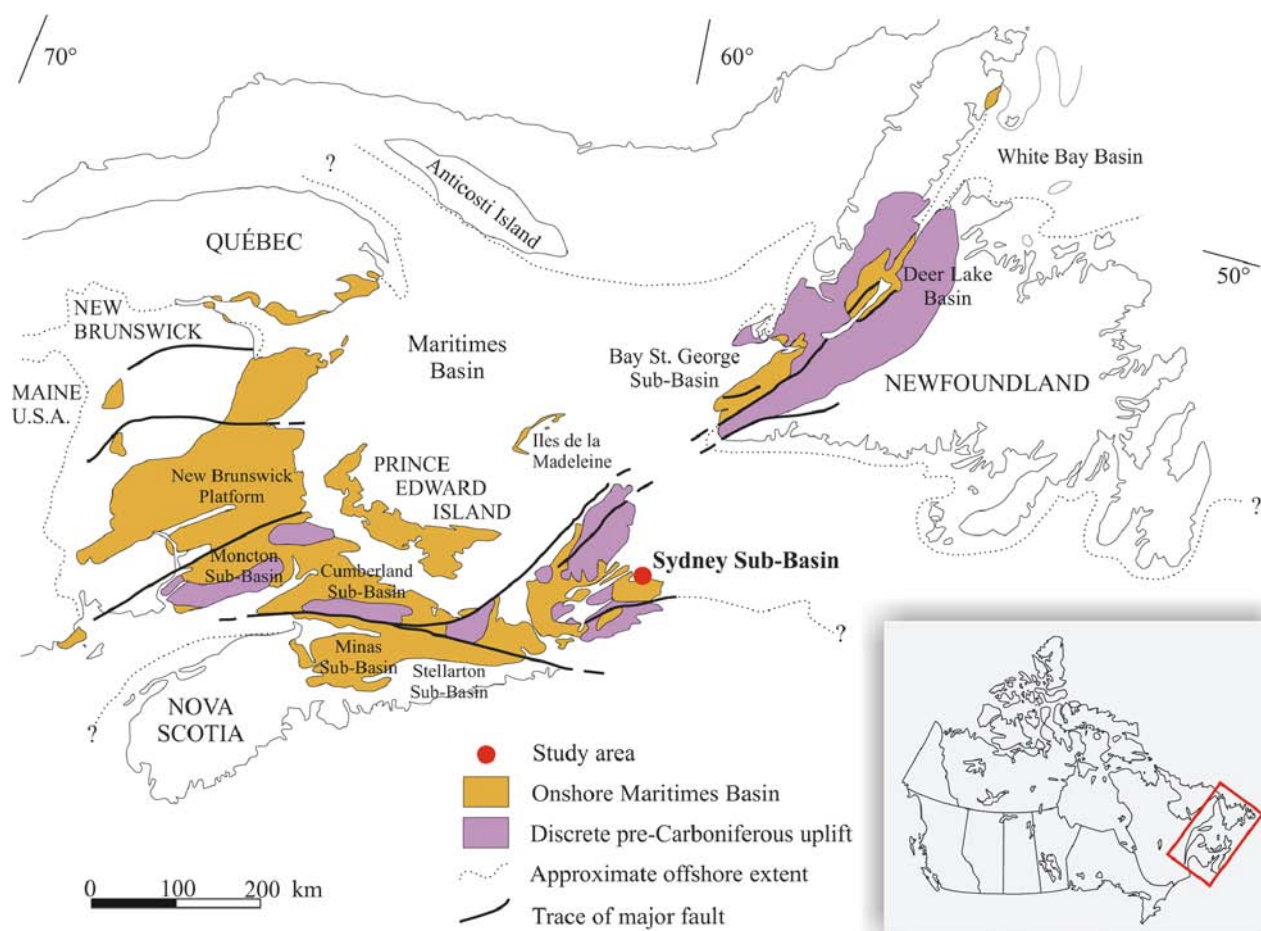 70°
60°
?
Anticosti Island
White Bay Basin
QUÉBEC
50°
Deer Lake
Basin
NEW
BRUNSWICK
Maritimes
Basin
Bay St. George
Sub-Basin
MAINE
U.S.A.
NEWFOUNDLAND
Iles de la
Madeleine
New Brunswick
Platform
PRINCE
EDWARD
ISLAND
?
Moncton
Sub-Basin
Cumberland
Sub-Basin
Sydney Sub-Basin
?
Minas
Sub-Basin
Stellarton
Sub-Basin
NOVA
SCOTIA
?
Study area
Onshore Maritimes Basin
Discrete pre-Carboniferous uplift
Approximate offshore extent
Trace of major fault
0 100 200 km